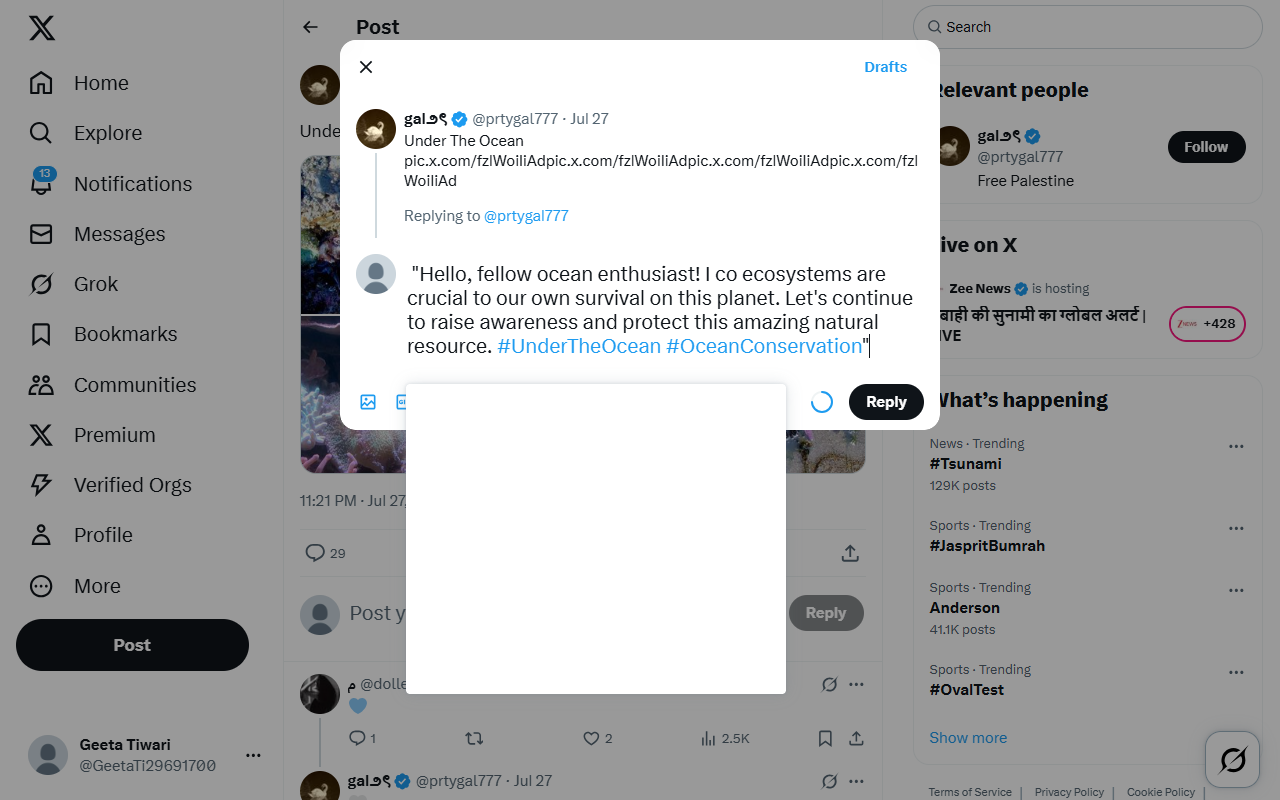 Post
Search
Home
Explore
13
Notifications
Messages
Grok
Bookmarks
Communities
Premium
Verified Orgs
Profile
More
Post
Geeta Tiwari
@GeetaTi29691700
Drafts
@prtygal777 · Jul 27
Under The Ocean
pic.x.com/fzlWoiliAdpic.x.com/fzlWoiliAdpic.x.com/fzlWoiliAdpic.x.com/fzl
WoiliAd
Replying to @prtygal777
"Hello, fellow ocean enthusiast! I co ecosystems are
crucial to our own survival on this planet. Let's continue
to raise awareness and protect this amazing natural
resource. #UnderTheOcean #OceanConservation"
Reply
Unde
11:21 PM · Jul 27,
29
Post y
Reply
م @dolle
1
2
2.5K
@prtygal777 · Jul 27
Relevant people
@prtygal777
Follow
Free Palestine
ive on X
Zee News is hosting
बाही की सुनामी का ग्लोबल अलर्ट |
IVE
+428
What's happening
News · Trending
#Tsunami
129K posts
Sports · Trending
#JaspritBumrah
Sports · Trending
Anderson
41.1K posts
Sports · Trending
#OvalTest
Show more
Terms of Service | Privacy Policy | Cookie Policy |